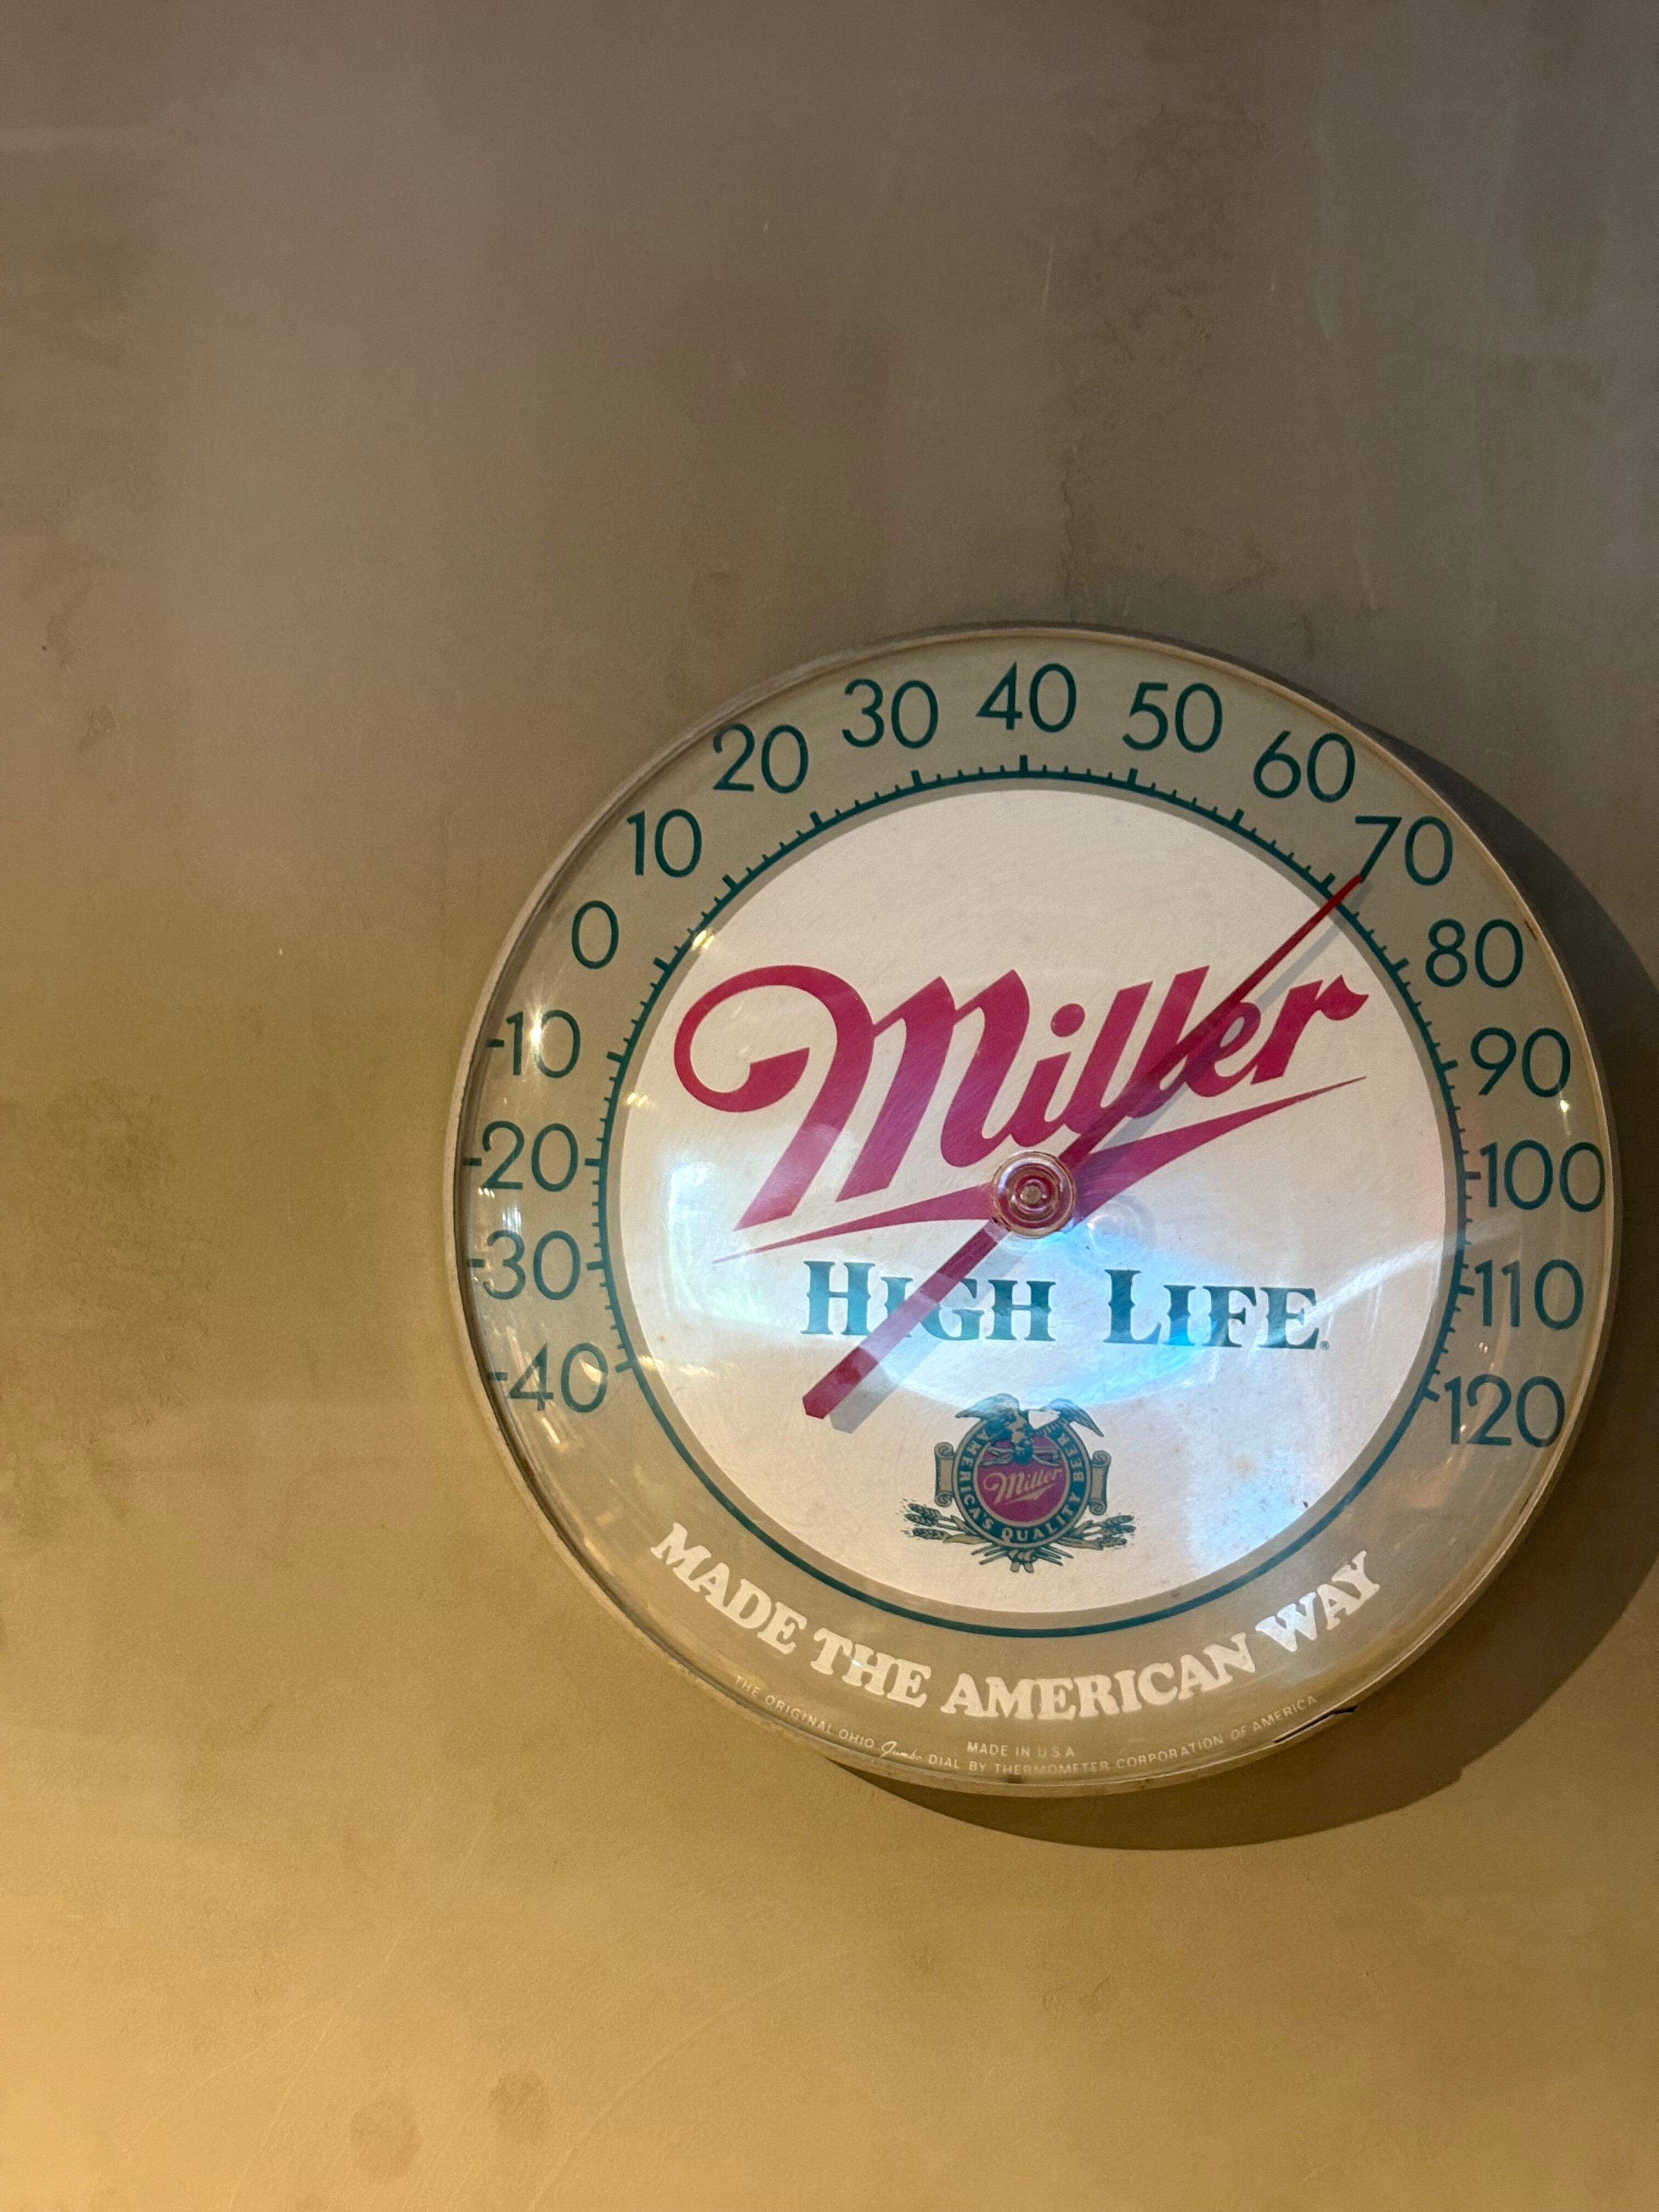 -40
-30
-20
-10
0
10
20
30
40
50
60
70
80
90
100
110
120
Miller
HIGH LIFE®
AMERICA'S QUALITY BEER
Miller
MADE THE AMERICAN WAY
MADE IN U.S.A
THE ORIGINAL OHIO Jumbo DIAL BY THERMOMETER CORPORATION OF AMERICA